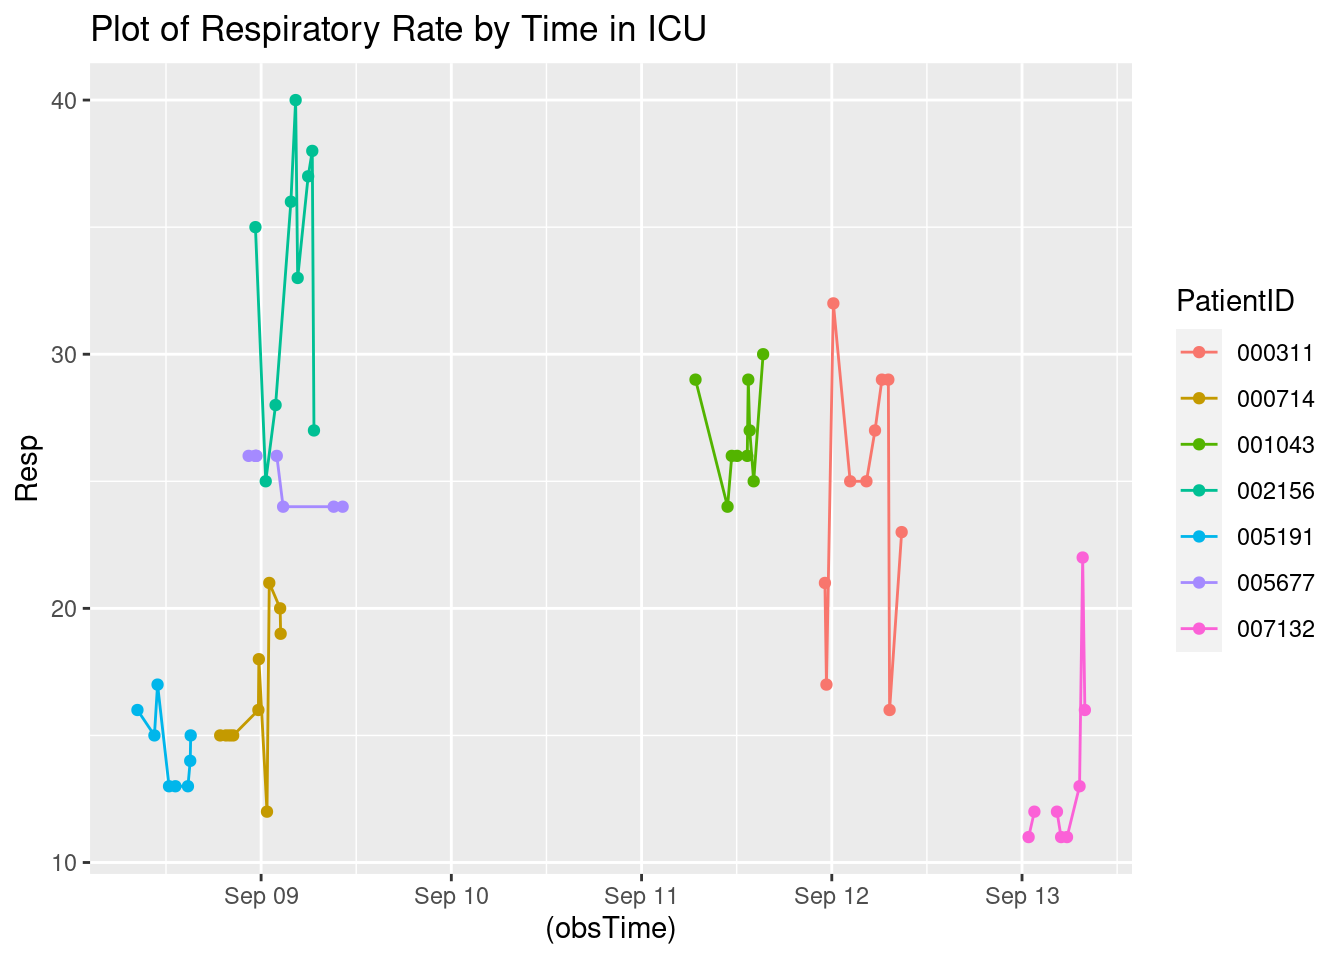 Plot of Respiratory Rate by Time in ICU
40
30
20
10
Resp
Sep 09
Sep 10
Sep 11
Sep 12
Sep 13
(obsTime)
PatientID
000311
000714
001043
002156
005191
005677
007132